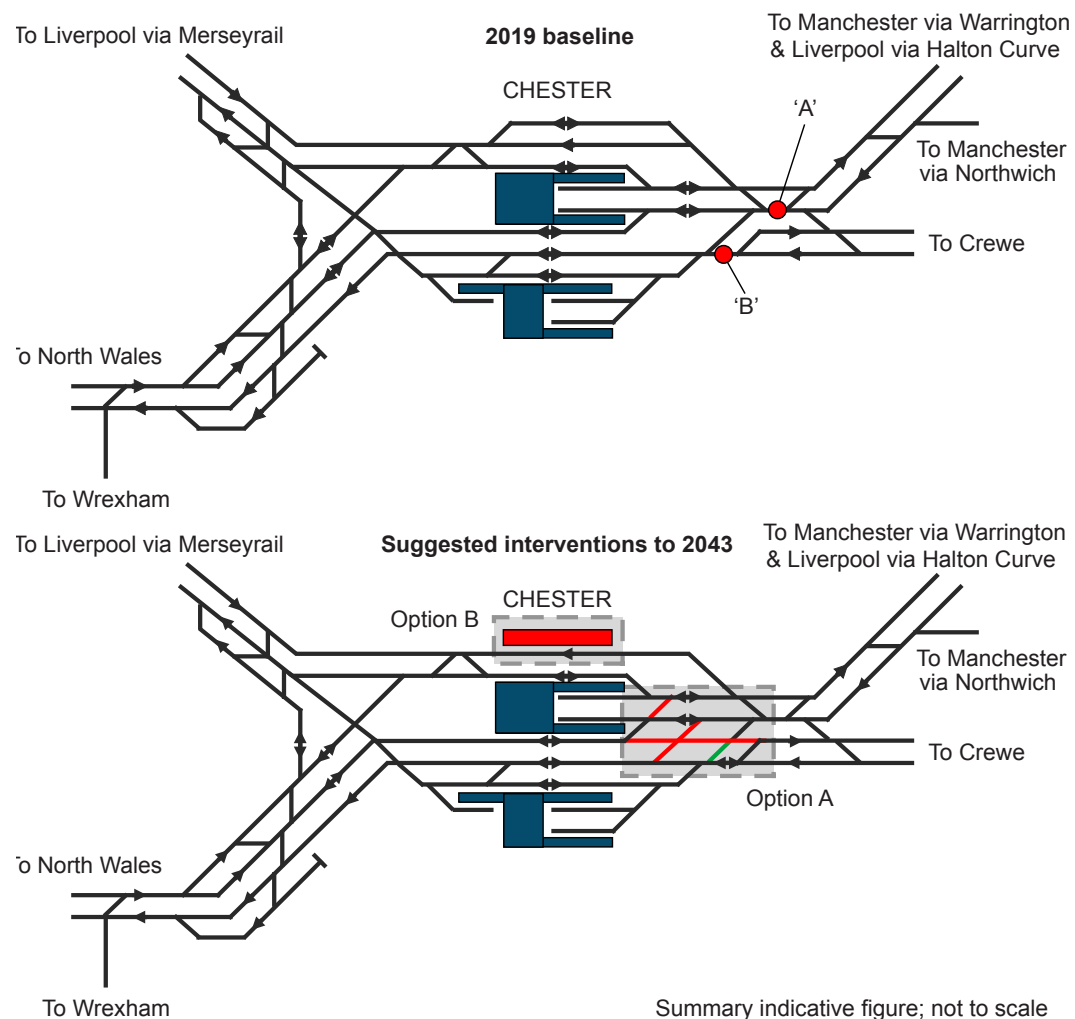 To Liverpool via Merseyrail
2019 baseline
To Manchester via Warrington
& Liverpool via Halton Curve
CHESTER
‘A’
To Manchester
via Northwich
To Crewe
‘B’
To North Wales
To Wrexham
To Liverpool via Merseyrail
Suggested interventions to 2043
To Manchester via Warrington
& Liverpool via Halton Curve
CHESTER
Option B
To Manchester
via Northwich
To Crewe
Option A
To North Wales
To Wrexham
Summary indicative figure; not to scale